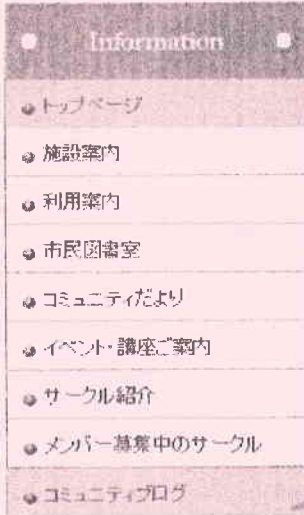 Information
トップページ
施設案内
利用案内
市民図書室
コミュニティだより
イベント・講座ご案内
サークル紹介
メンバー募集中のサークル
コミュニティブログ